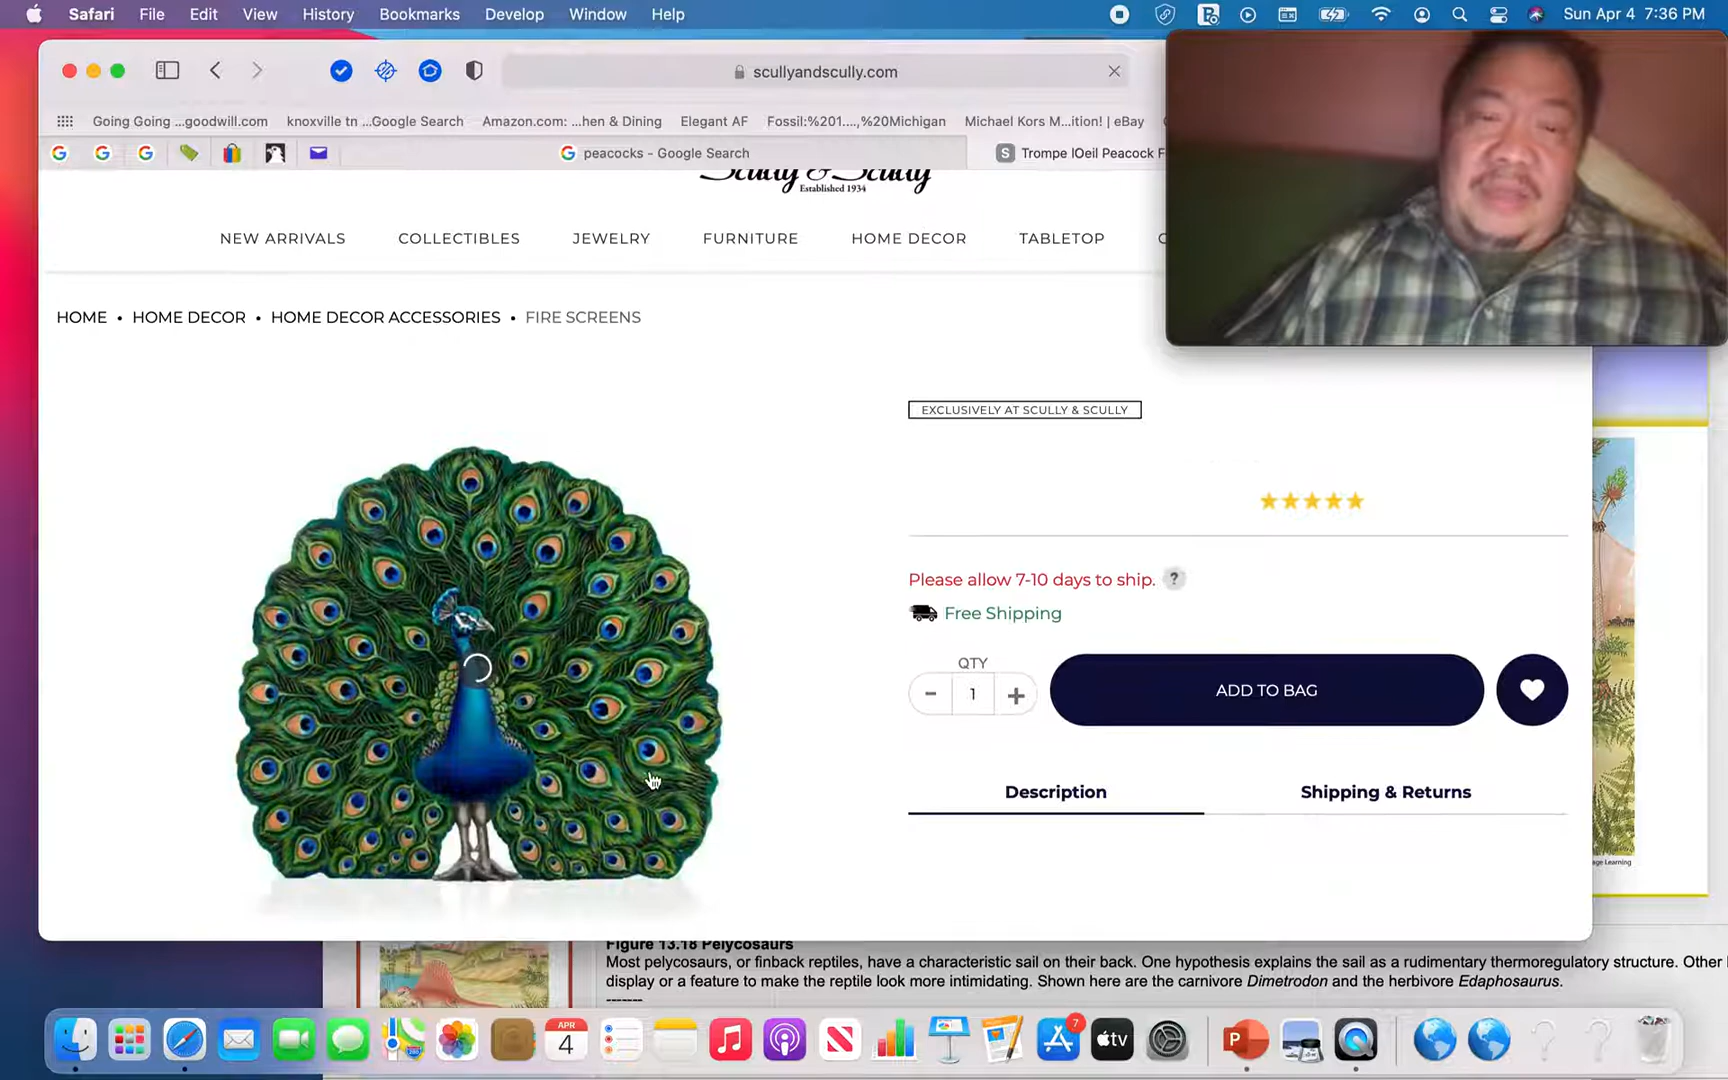 Safari File Edit View History Bookmarks Develop Window Help Sun Apr 4 7:36 PM
scullyandscully.com
Going Going ...goodwill.com knoxville tn ...Google Search Amazon.com: ...hen & Dining Elegant AF Fossil:%201...,%20Michigan Michael Kors M...ition! | eBay
peacocks - Google Search
S Trompe lOeil Peacock F
Scully & Scully
Established 1934
NEW ARRIVALS COLLECTIBLES JEWELRY FURNITURE HOME DECOR TABLETOP
HOME • HOME DECOR • HOME DECOR ACCESSORIES • FIRE SCREENS
EXCLUSIVELY AT SCULLY & SCULLY
Please allow 7-10 days to ship. ?
Free Shipping
QTY
- 1 +
ADD TO BAG
Description Shipping & Returns
age Learning
Figure 13.18 Pelycosaurs
Most pelycosaurs, or finback reptiles, have a characteristic sail on their back. One hypothesis explains the sail as a rudimentary thermoregulatory structure. Other
display or a feature to make the reptile look more intimidating. Shown here are the carnivore Dimetrodon and the herbivore Edaphosaurus.
-------
APR
4
7
tv
P